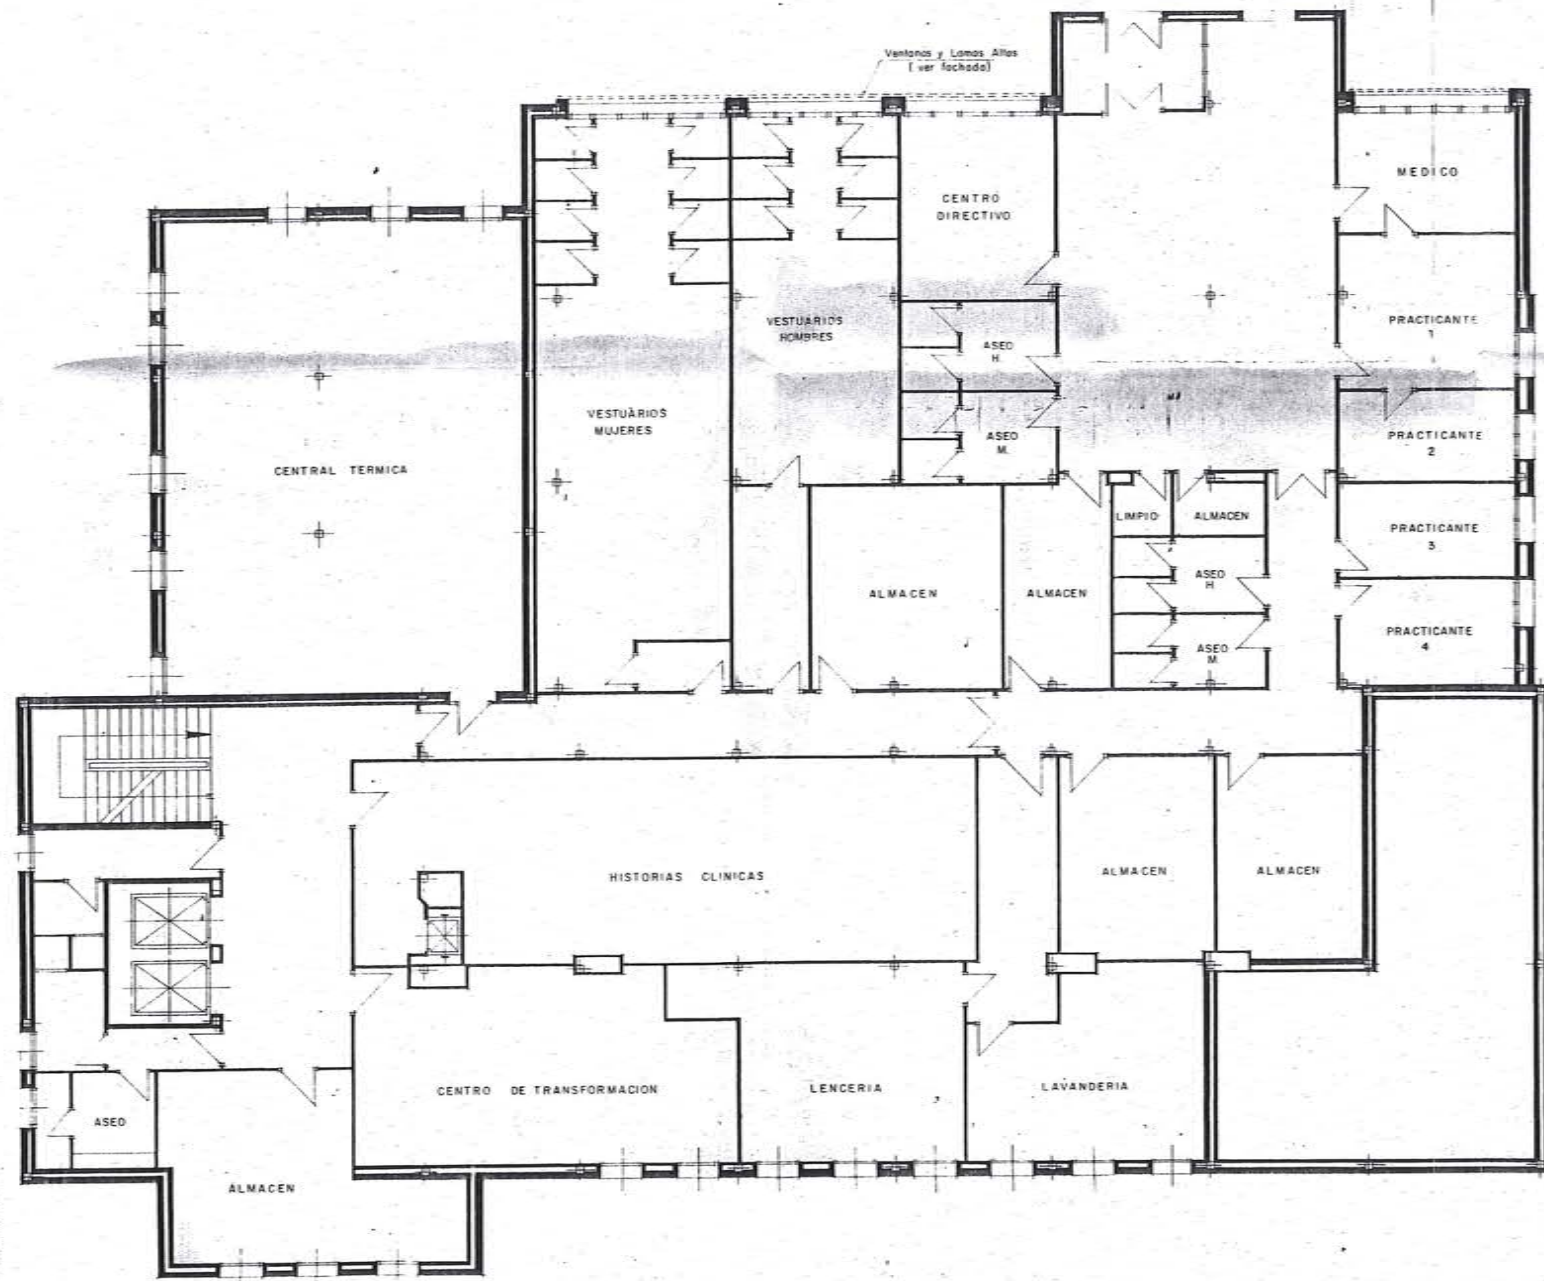 Ventanas y Lamas Altas
( ver fachada)
MEDICO
CENTRO
DIRECTIVO
PRACTICANTE
1
VESTUARIOS
HOMBRES
ASEO
H.
VESTUARIOS
MUJERES
ASEO
M.
PRACTICANTE
2
CENTRAL TERMICA
LIMPIO
ALMACEN
PRACTICANTE
3
ASEO
H
ALMACEN
ALMACEN
PRACTICANTE
4
ASEO
M
HISTORIAS CLINICAS
ALMACEN
ALMACEN
CENTRO DE TRANSFORMACION
LENCERIA
LAVANDERIA
ASEO
ALMACEN